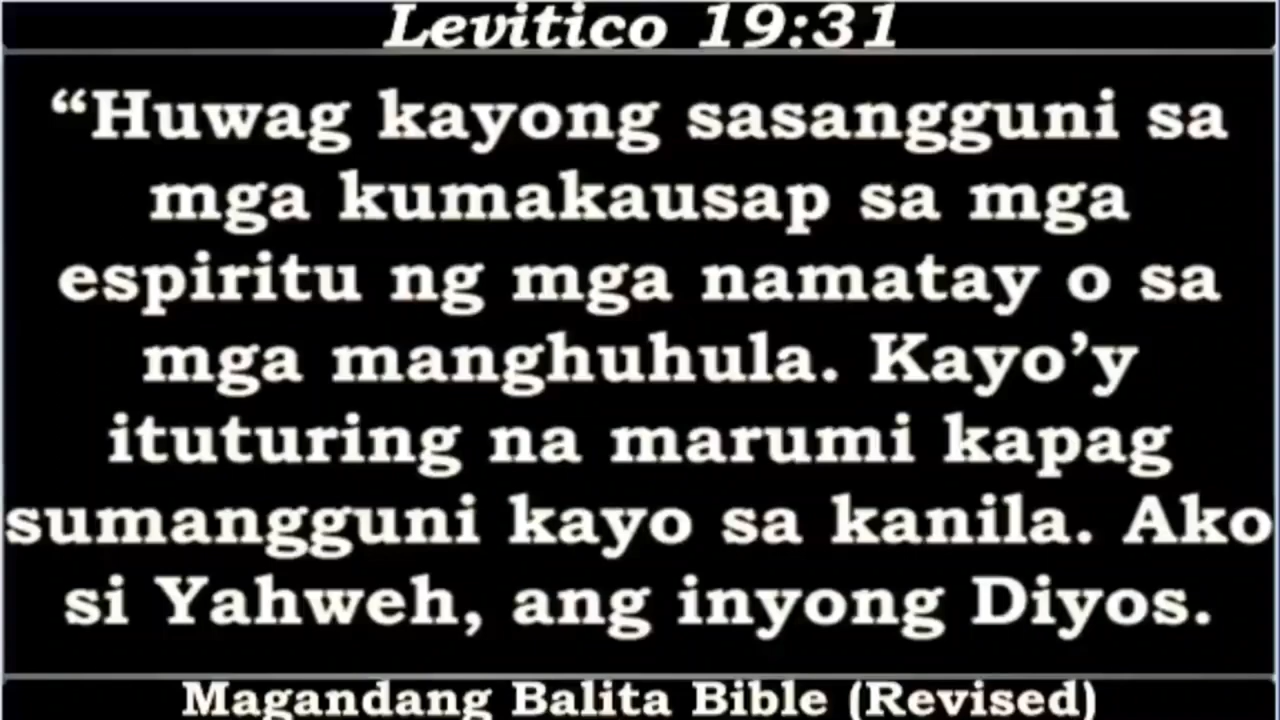 Levitico 19:31
“Huwag kayong sasangguni sa
mga kumakausap sa mga
espiritu ng mga namatay o sa
mga manghuhula. Kayo’y
ituturing na marumi kapag
sumangguni kayo sa kanila. Ako
si Yahweh, ang inyong Diyos.
Magandang Balita Bible (Revised)